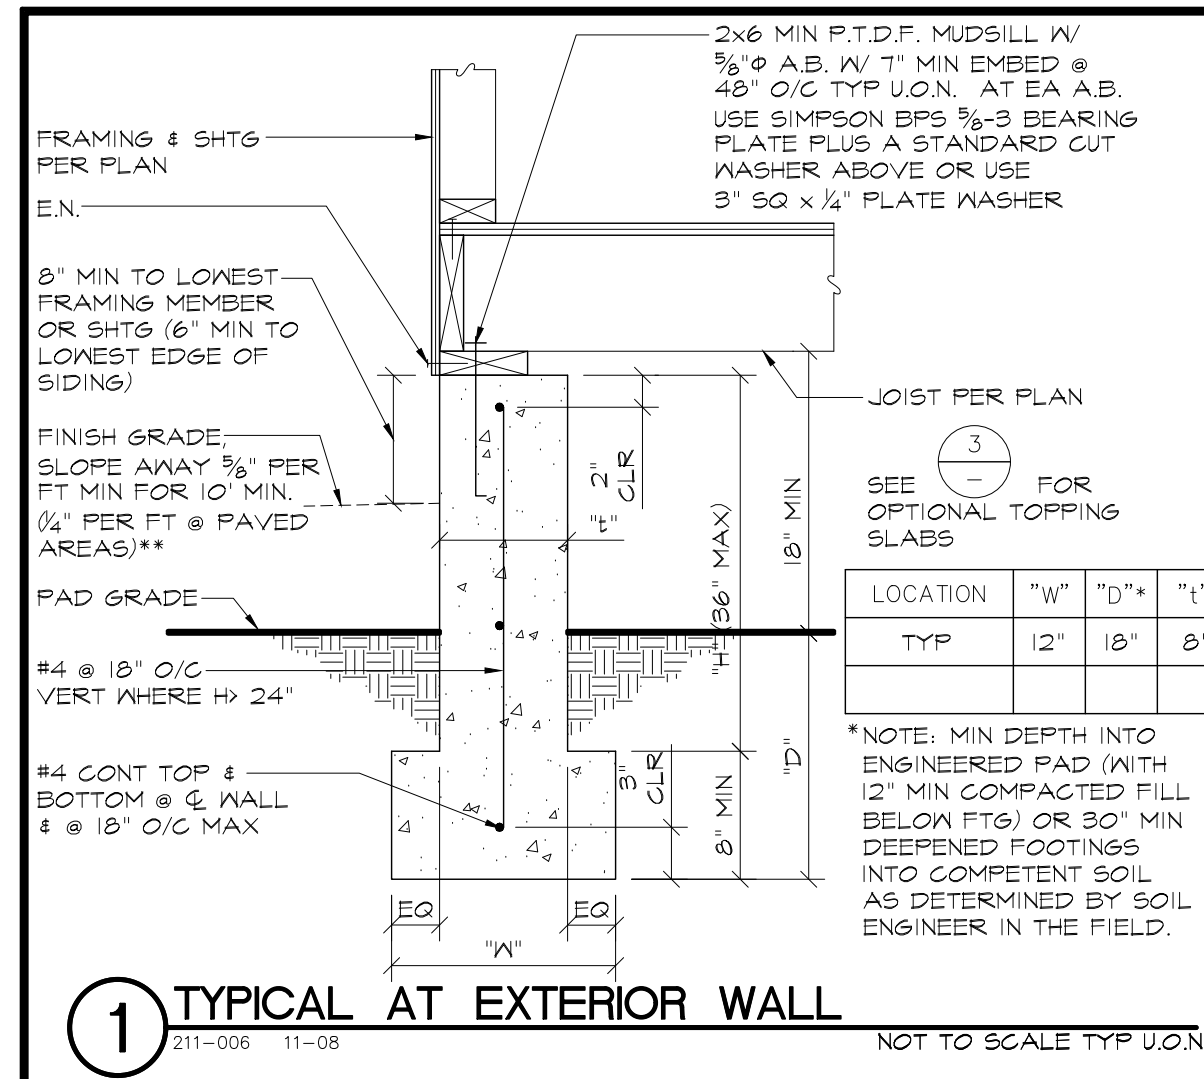 2x6 MIN P.T.D.F. MUDSILL W/
⅝"Φ A.B. W/ 7" MIN EMBED @
48" O/C TYP U.O.N. AT EA A.B.
USE SIMPSON BPS ⅝-3 BEARING
PLATE PLUS A STANDARD CUT
WASHER ABOVE OR USE
3" SQ x ¼" PLATE WASHER
FRAMING & SHTG
PER PLAN
E.N.
8" MIN TO LOWEST
FRAMING MEMBER
OR SHTG (6" MIN TO
LOWEST EDGE OF
SIDING)
FINISH GRADE,
SLOPE AWAY ⅝" PER
FT MIN FOR 10' MIN.
(¼" PER FT @ PAVED
AREAS)**
PAD GRADE
#4 @ 18" O/C
VERT WHERE H> 24"
#4 CONT TOP &
BOTTOM @ ℄ WALL
& @ 18" O/C MAX
2"
CLR
"t"
"H" (36" MAX)
18" MIN
3"
CLR
8" MIN
"D"
EQ
EQ
"W"
JOIST PER PLAN
3
-
SEE FOR
OPTIONAL TOPPING
SLABS
LOCATION "W" "D"* "t"
TYP 12" 18" 8"
*NOTE: MIN DEPTH INTO
ENGINEERED PAD (WITH
12" MIN COMPACTED FILL
BELOW FTG) OR 30" MIN
DEEPENED FOOTINGS
INTO COMPETENT SOIL
AS DETERMINED BY SOIL
ENGINEER IN THE FIELD.
1 TYPICAL AT EXTERIOR WALL
211-006 11-08
NOT TO SCALE TYP U.O.N